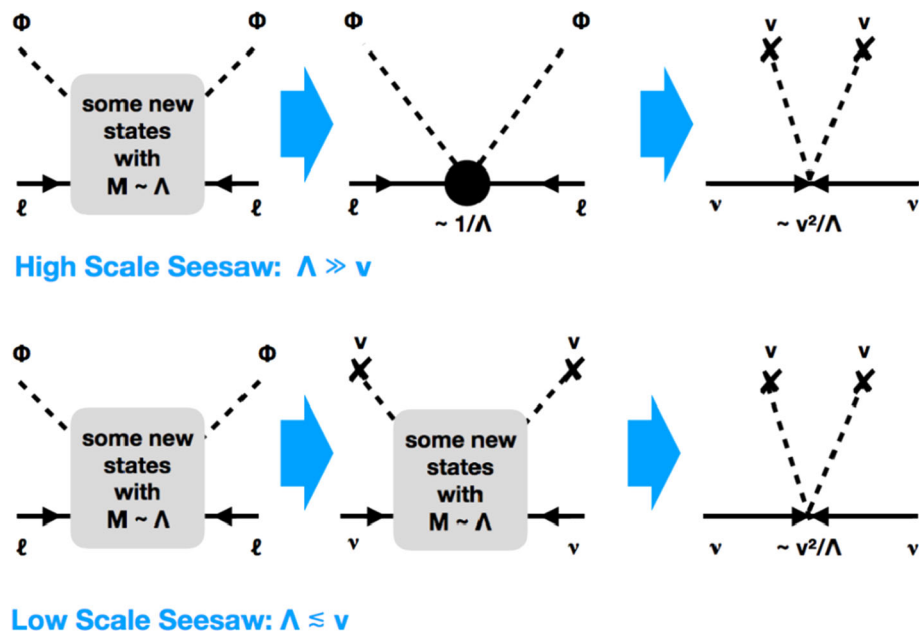 Φ Φ Φ Φ v v
some new
states
with
M ~ Λ
ℓ ℓ ℓ ℓ ν ν
~ 1/Λ ~ v²/Λ
High Scale Seesaw: Λ ≫ v
Φ Φ v v v v
some new
states
with
M ~ Λ
some new
states
with
M ~ Λ
ℓ ℓ ν ν ν ν
~ v²/Λ
Low Scale Seesaw: Λ ≲ v